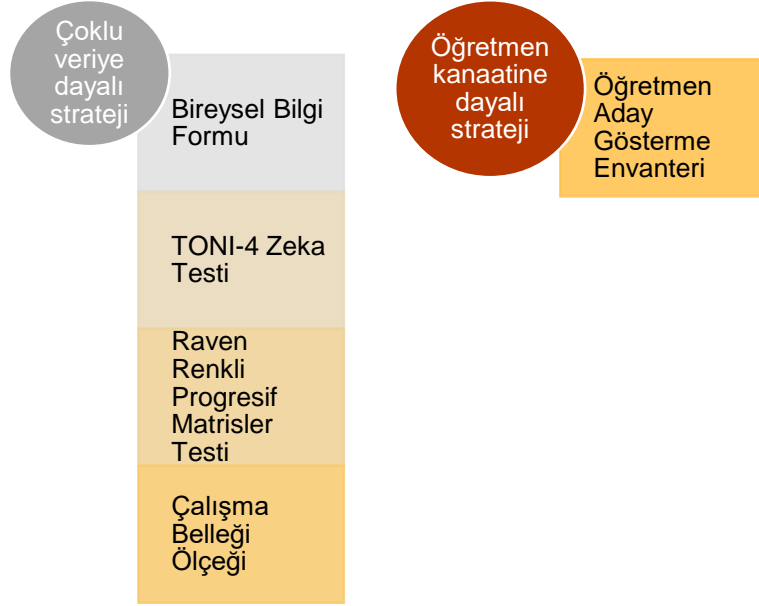 Çoklu
veriye
dayalı
strateji
Bireysel Bilgi
Formu
TONI-4 Zeka
Testi
Raven
Renkli
Progresif
Matrisler
Testi
Çalışma
Belleği
Ölçeği
Öğretmen
kanaatine
dayalı
strateji
Öğretmen
Aday
Gösterme
Envanteri